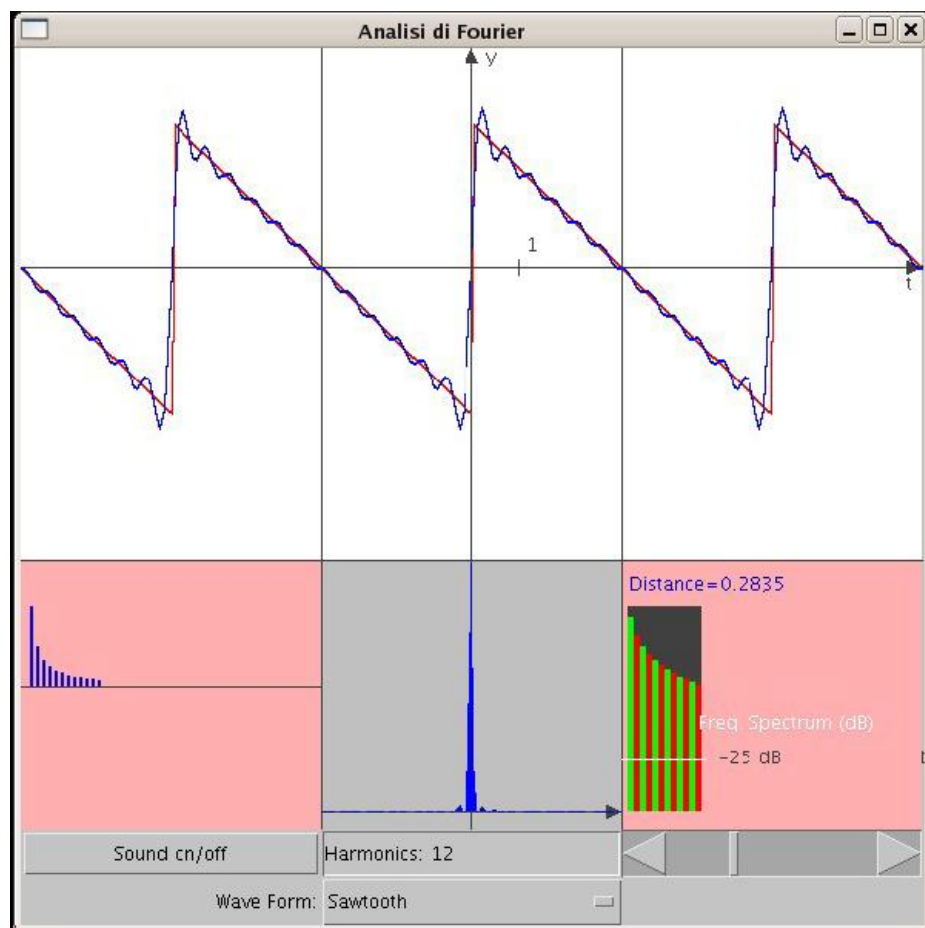 Analisi di Fourier
y
1
t
Distance=0.2835
Freq. Spectrum (dB)
-25 dB
t
Sound cn/off
Harmonics: 12
Wave Form: Sawtooth